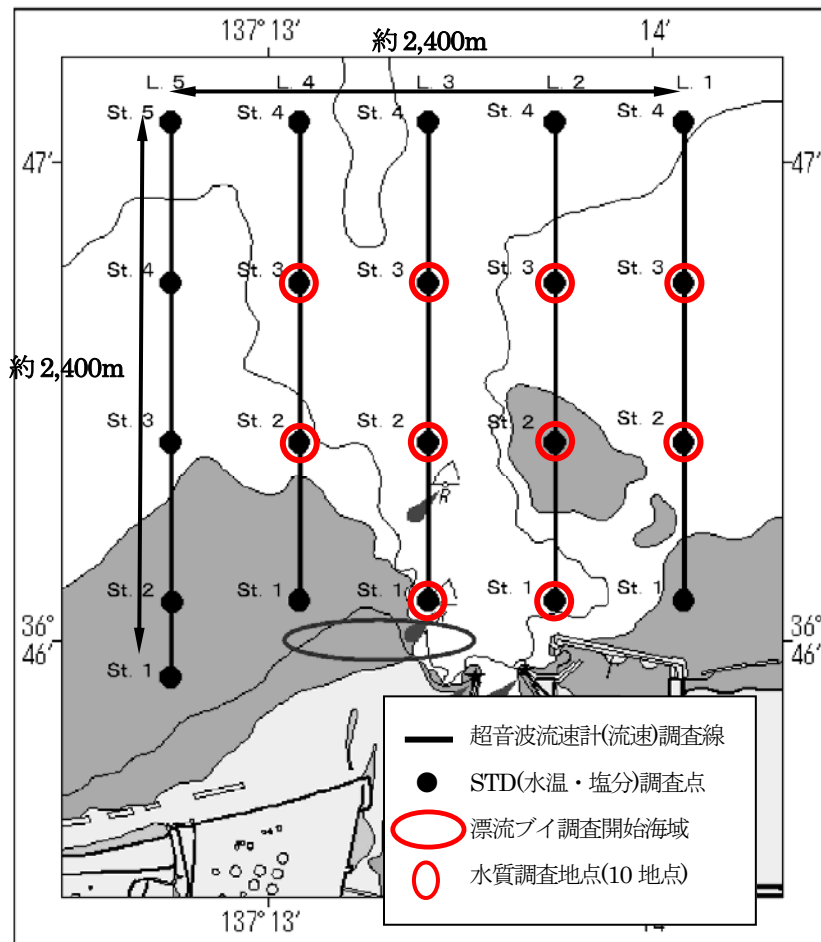 137° 13′
14′
約 2,400m
L. 5 L. 4 L. 3 L. 2 L. 1
St. 5 St. 4 St. 4 St. 4 St. 4
47′ 47′
St. 4 St. 3 St. 3 St. 3 St. 3
約 2,400m
St. 3 St. 2 St. 2 St. 2 St. 2
R
St. 2 St. 1 St. 1 St. 1 St. 1
36° 36°
46′ 46′
St. 1
超音波流速計(流速)調査線
STD(水温・塩分)調査点
漂流ブイ調査開始海域
水質調査地点(10 地点)
137° 13′